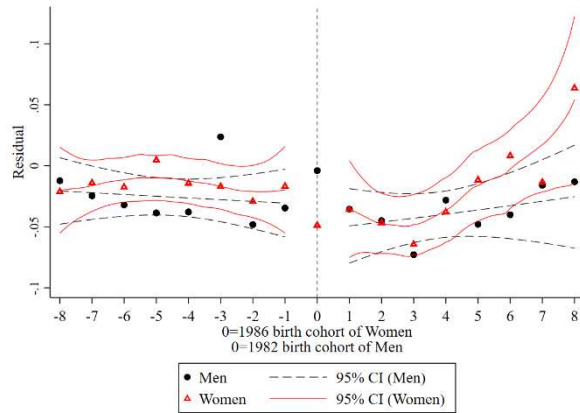 .1
.05
0
-.05
-.1
Residual
-8 -7 -6 -5 -4 -3 -2 -1 0 1 2 3 4 5 6 7 8
0=1986 birth cohort of Women
0=1982 birth cohort of Men
Men 95% CI (Men)
Women 95% CI (Women)